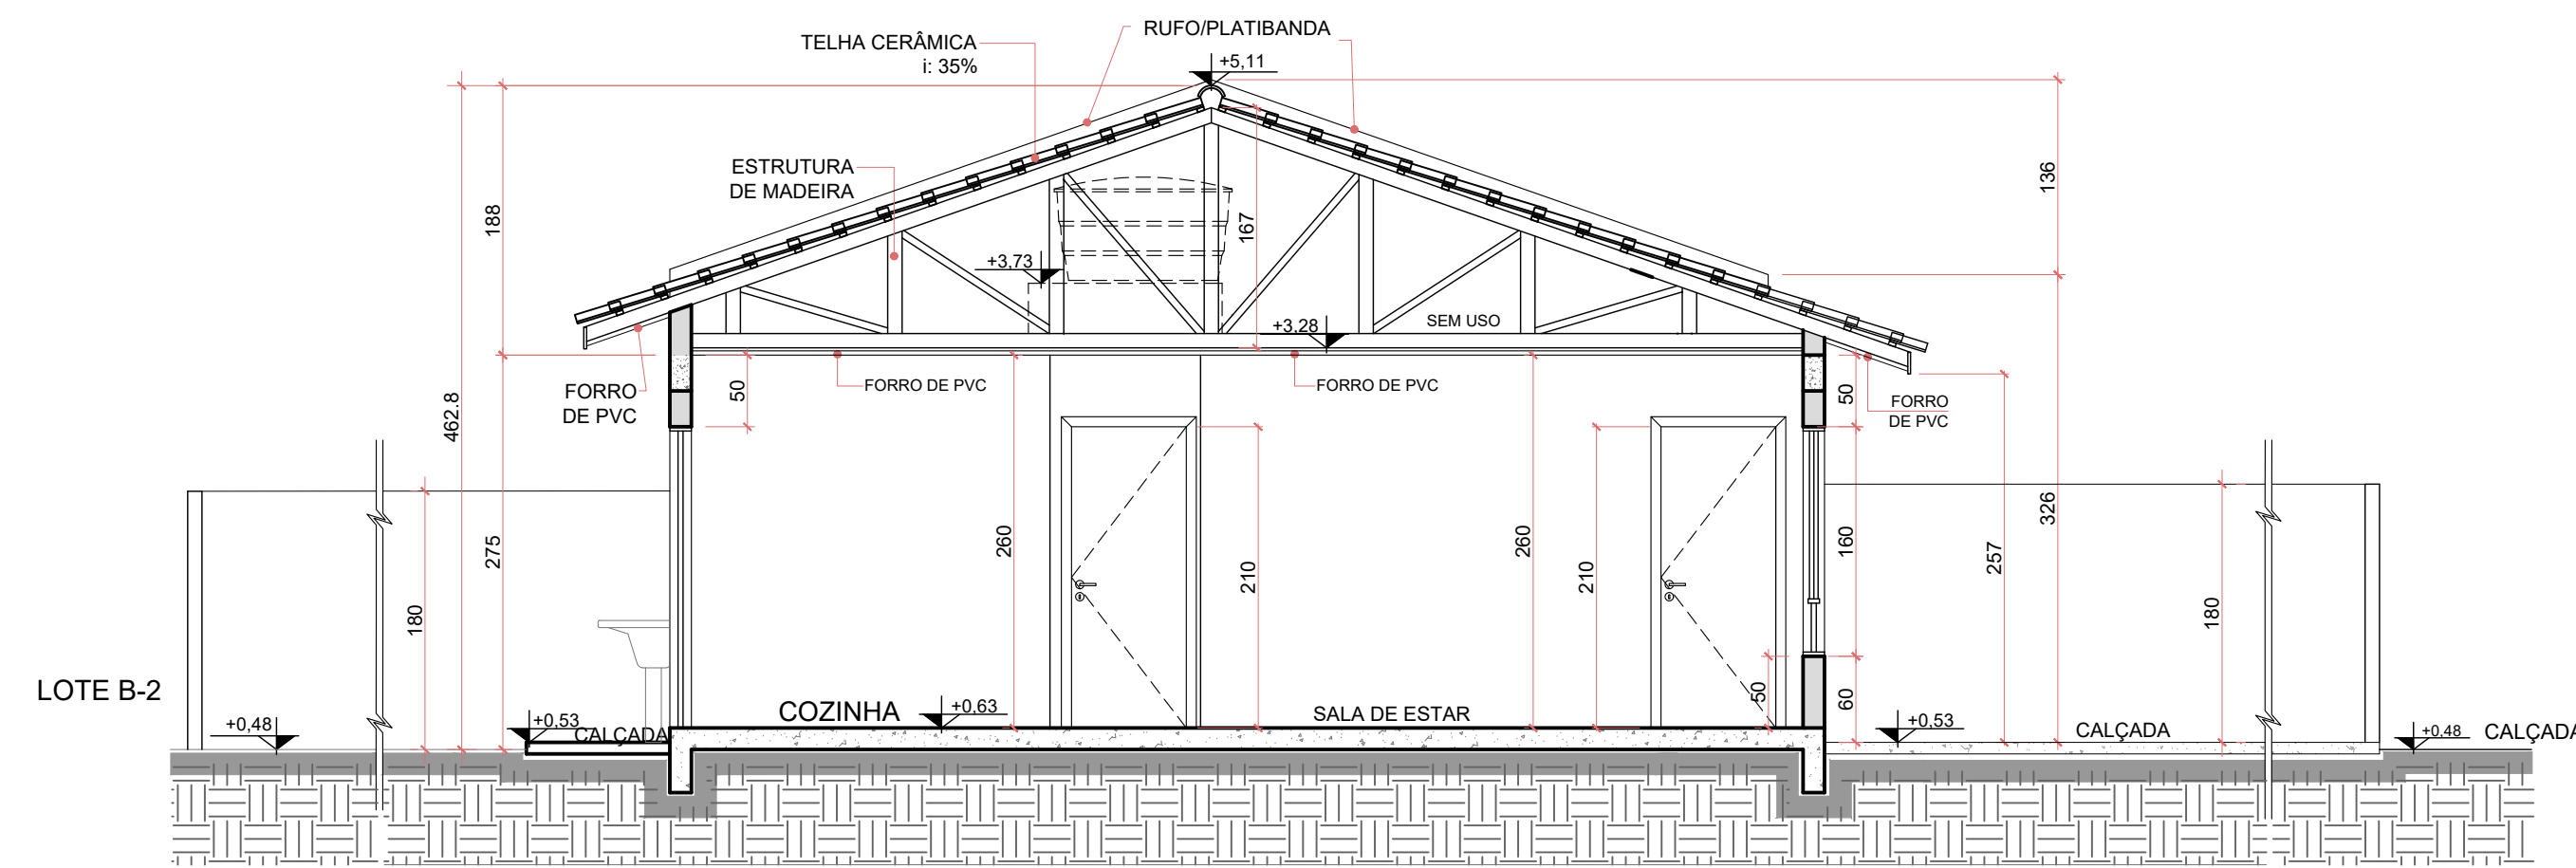 RUFO/PLATIBANDA
TELHA CERÂMICA
i: 35%
+5,11
ESTRUTURA
DE MADEIRA
136
188
167
+3,73
+3,28
SEM USO
FORRO
DE PVC
FORRO DE PVC
FORRO DE PVC
FORRO
DE PVC
50
50
462.8
275
260
260
210
210
160
257
326
180
180
50
60
LOTE B-2
+0,48
+0,53
CALÇADA
COZINHA
+0,63
SALA DE ESTAR
+0,53
CALÇADA
+0.48
CALÇADA